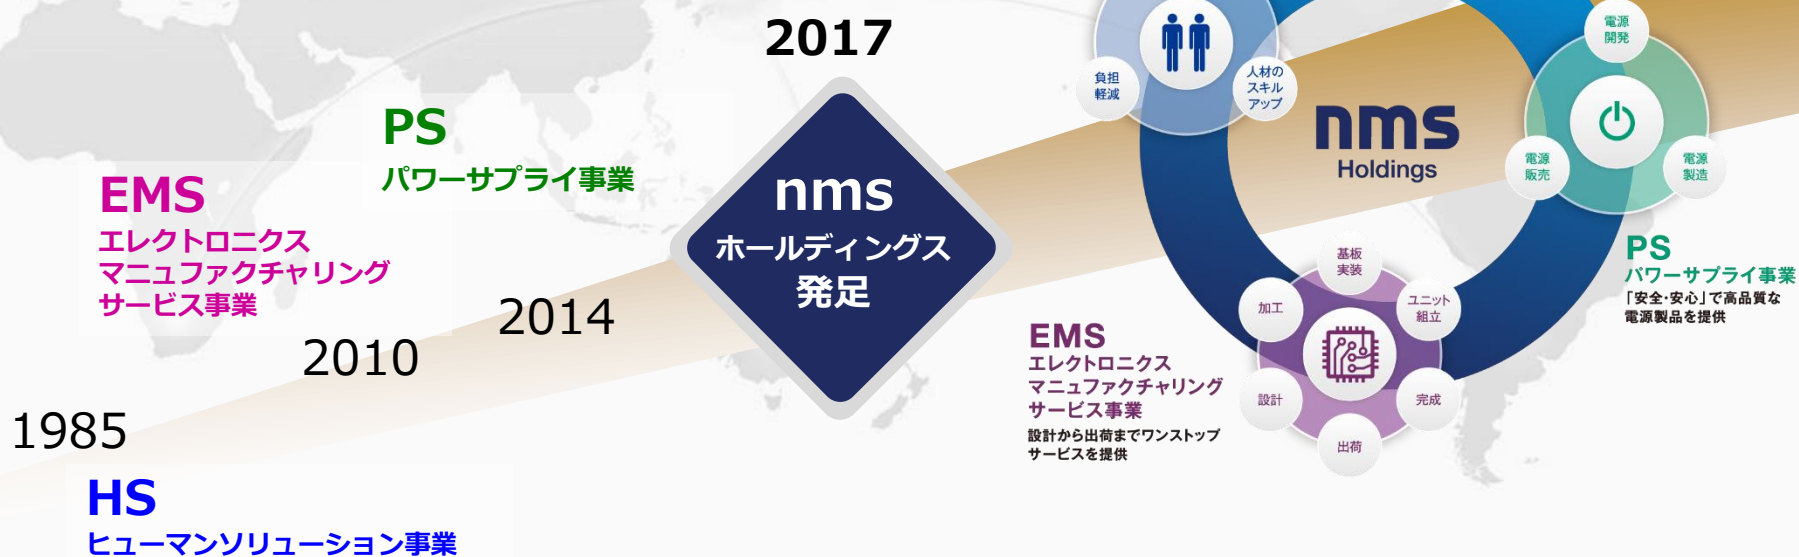 1985
HS
ヒューマンソリューション事業
EMS
エレクトロニクス
マニュファクチャリング
サービス事業
2010
PS
パワーサプライ事業
2014
2017
nms
ホールディングス
発足
負担
軽減
人材の
スキル
アップ
nms
Holdings
電源
開発
電源
販売
電源
製造
PS
パワーサプライ事業
「安全・安心」で高品質な
電源製品を提供
EMS
エレクトロニクス
マニュファクチャリング
サービス事業
設計から出荷までワンストップ
サービスを提供
基板
実装
加工
ユニット
組立
設計
完成
出荷